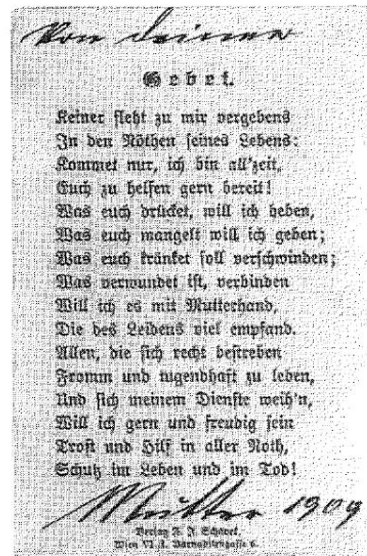 Von deiner
Gebet.
Keiner fleht zu mir vergebens
In den Nöthen seines Lebens:
Kommet nur, ich bin all'zeit,
Euch zu helfen gern bereit!
Was euch drücket, will ich heben,
Was euch mangelt will ich geben;
Was euch kränket soll verschwinden;
Was verwundet ist, verbinden
Will ich es mit Mutterhand,
Die des Leidens viel empfand.
Allen, die sich recht bestreben
Fromm und tugendhaft zu leben,
Und sich meinem Dienste weih'n,
Will ich gern und freudig sein
Trost und Hilf in aller Noth,
Schutz im Leben und im Tod!
Mutter 1909
Verlag F. J.
Wien VI. 1. Barnabitengasse 6.